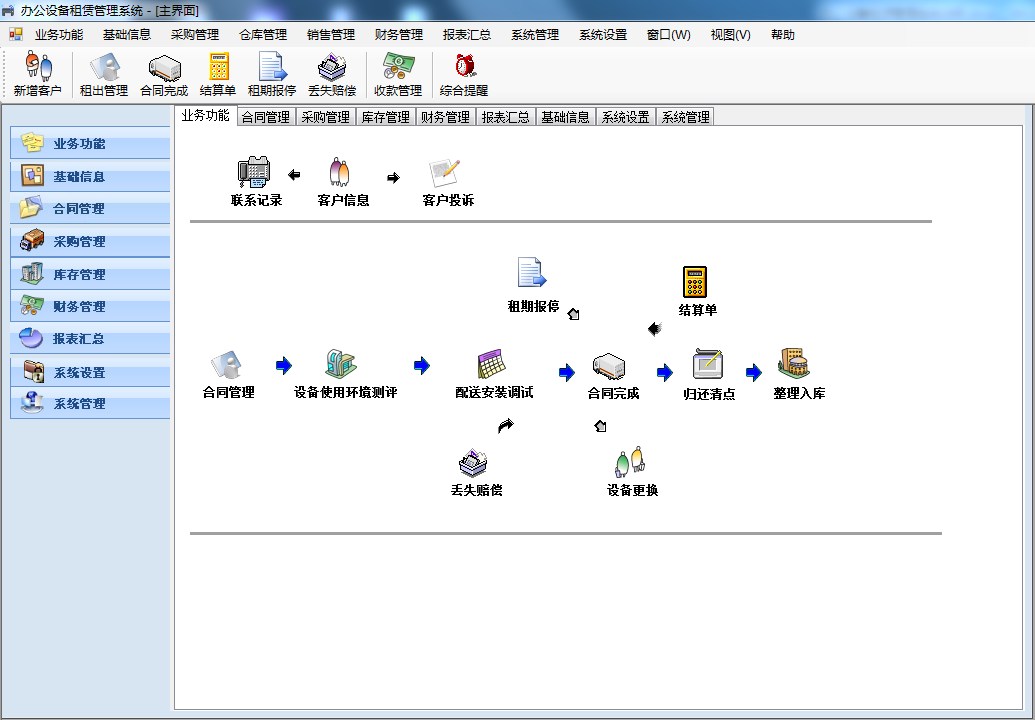 办公设备租赁管理系统 - [主界面]
业务功能 基础信息 采购管理 仓库管理 销售管理 财务管理 报表汇总 系统管理 系统设置 窗口(W) 视图(V) 帮助
新增客户 租出管理 合同完成 结算单 租期报停 丢失赔偿 收款管理 综合提醒
业务功能 合同管理 采购管理 库存管理 财务管理 报表汇总 基础信息 系统设置 系统管理
业务功能
基础信息
合同管理
采购管理
库存管理
财务管理
报表汇总
系统设置
系统管理
联系记录 客户信息 客户投诉
租期报停 结算单
合同管理 设备使用环境测评 配送安装调试 合同完成 归还清点 整理入库
丢失赔偿 设备更换